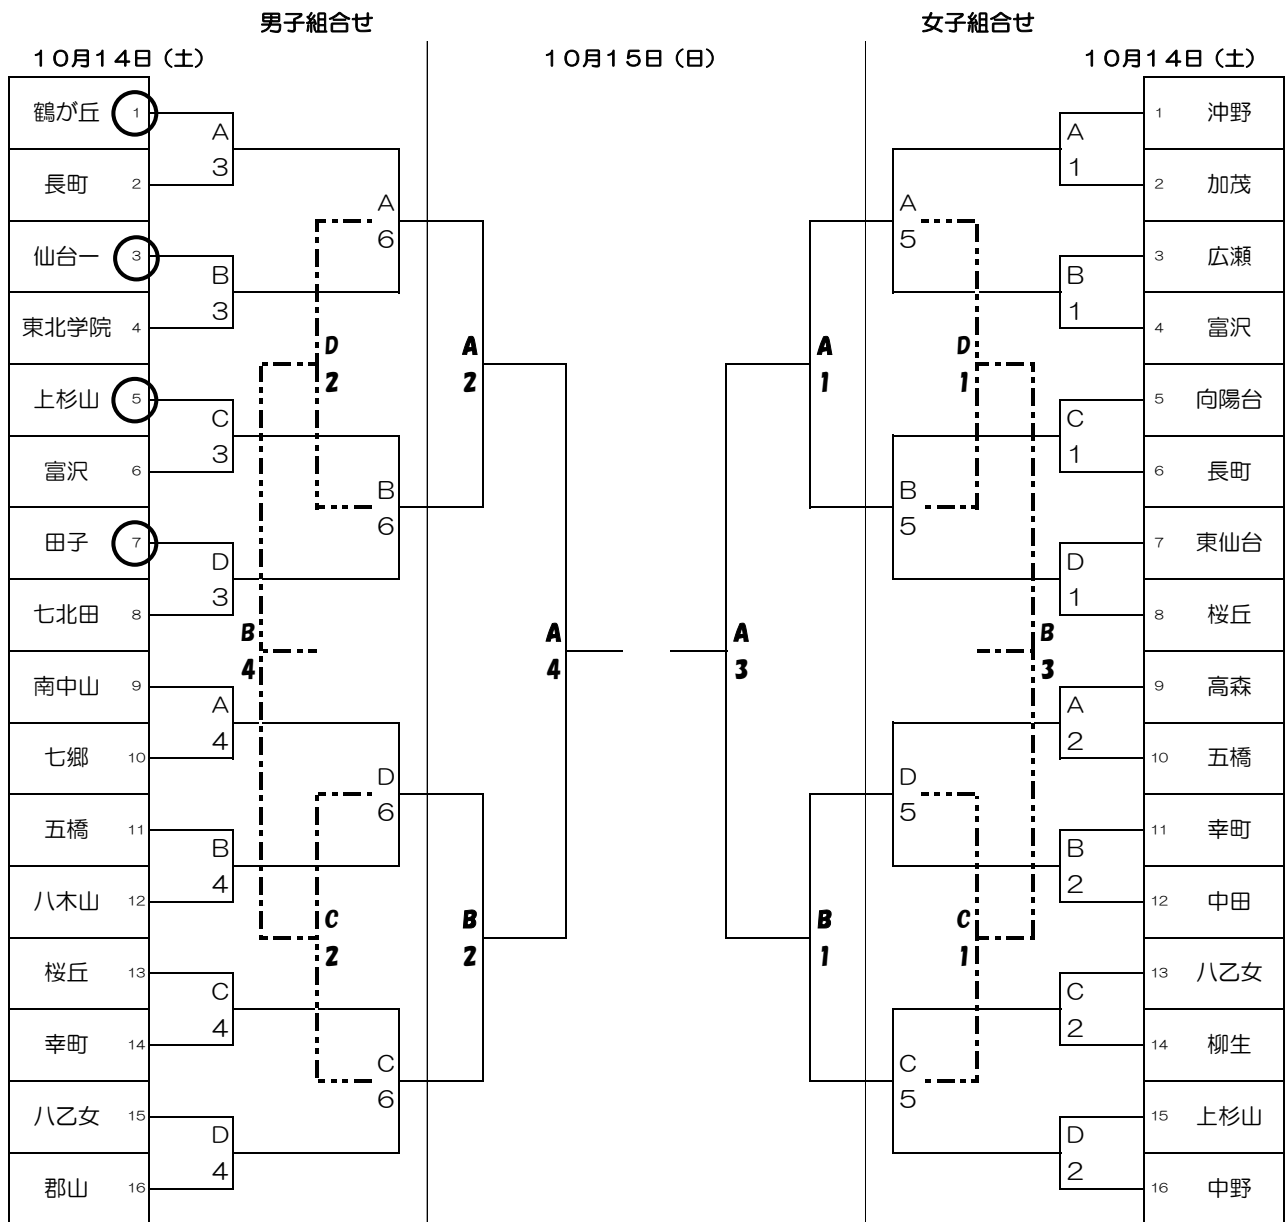 男子組合せ 女子組合せ
１０月１４日（土） １０月１５日（日） １０月１４日（土）
鶴が丘 1 A 3 A 1 1 沖野
長町 2 2 加茂
A 6 A 5
仙台一 3 B 3 B 1 3 広瀬
東北学院 4 4 富沢
D 2 A 2 A 1 D 1
上杉山 5 C 3 C 1 5 向陽台
富沢 6 6 長町
B 6 B 5
田子 7 D 3 D 1 7 東仙台
七北田 8 8 桜丘
B 4 A 4 A 3 B 3
南中山 9 A 4 A 2 9 高森
七郷 10 10 五橋
D 6 D 5
五橋 11 B 4 B 2 11 幸町
八木山 12 12 中田
C 2 B 2 B 1 C 1
桜丘 13 C 4 C 2 13 八乙女
幸町 14 14 柳生
C 6 C 5
八乙女 15 D 4 D 2 15 上杉山
郡山 16 16 中野